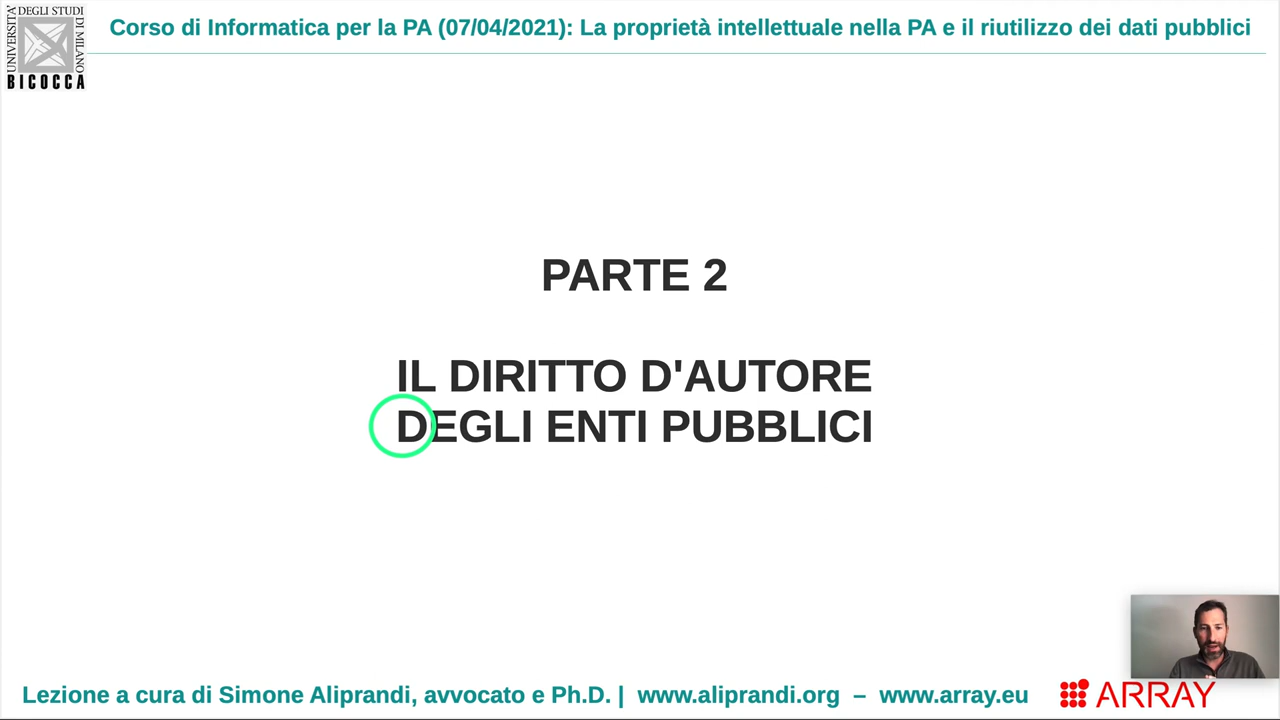 UNIVERSITA' DEGLI STUDI DI MILANO
BICOCCA
Corso di Informatica per la PA (07/04/2021): La proprietà intellettuale nella PA e il riutilizzo dei dati pubblici
PARTE 2
IL DIRITTO D'AUTORE
DEGLI ENTI PUBBLICI
Lezione a cura di Simone Aliprandi, avvocato e Ph.D. | www.aliprandi.org – www.array.eu
ARRAY